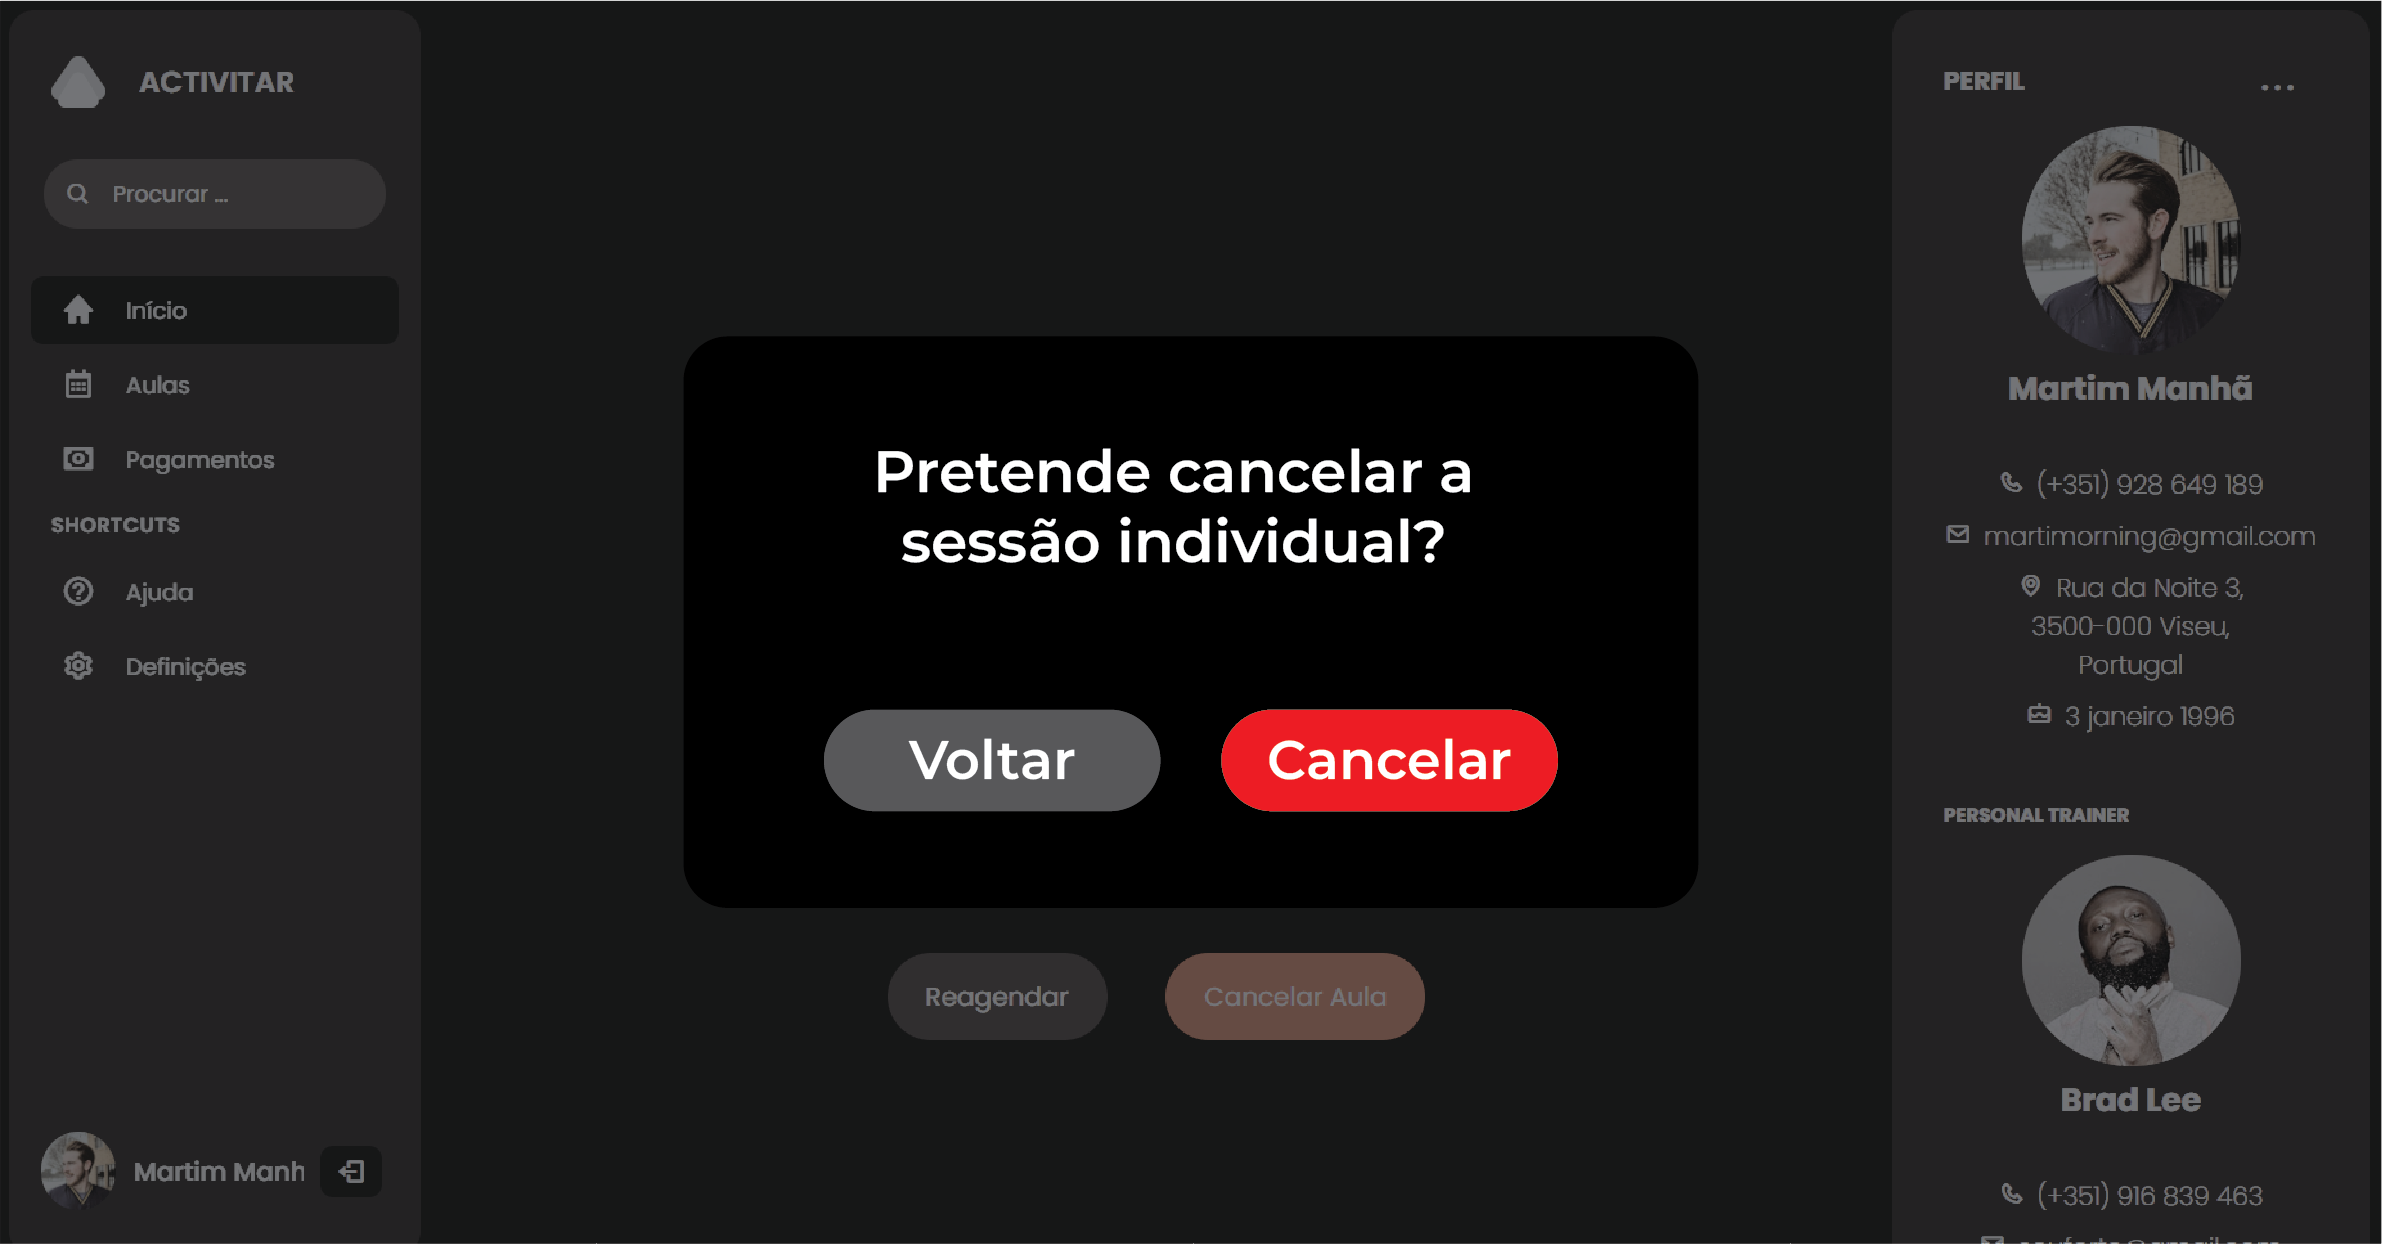 ACTIVITAR
Procurar ...
Início
Aulas
Pagamentos
SHORTCUTS
Ajuda
Definições
Martim Manh
Pretende cancelar a
sessão individual?
Voltar
Cancelar
Reagendar
Cancelar Aula
PERFIL
...
Martim Manhã
(+351) 928 649 189
martimorning@gmail.com
Rua da Noite 3,
3500-000 Viseu,
Portugal
3 janeiro 1996
PERSONAL TRAINER
Brad Lee
(+351) 916 839 463